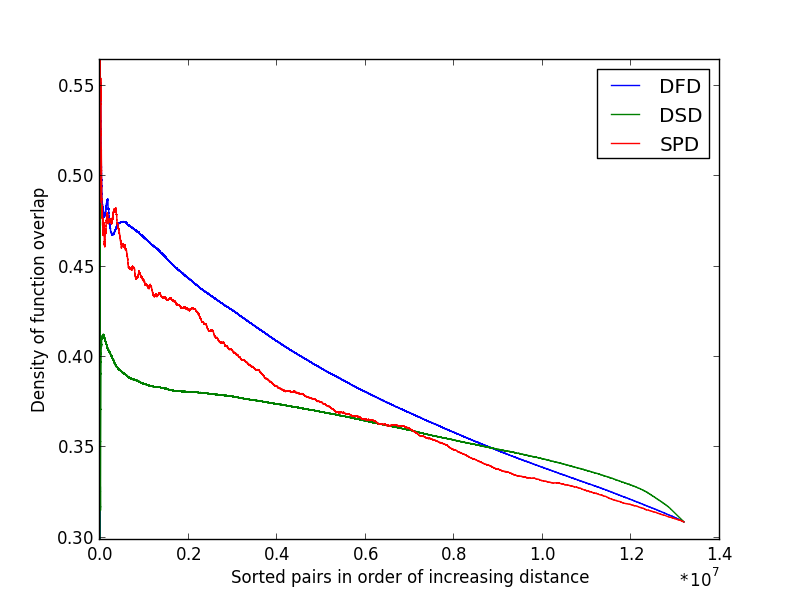 DFD
DSD
SPD
Density of function overlap
0.55
0.50
0.45
0.40
0.35
0.30
0.0 0.2 0.4 0.6 0.8 1.0 1.2 1.4
Sorted pairs in order of increasing distance
*10^7